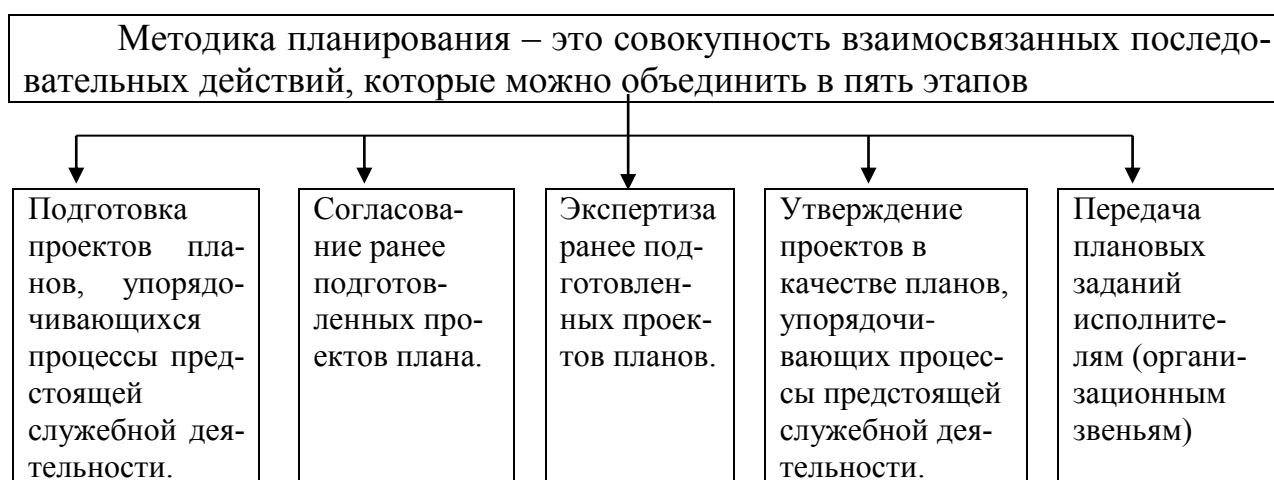 Методика планирования – это совокупность взаимосвязанных последо-
вательных действий, которые можно объединить в пять этапов
Подготовка
проектов пла-
нов, упорядо-
чивающихся
процессы пред-
стоящей
служебной дея-
тельности.
Согласова-
ние ранее
подготов-
ленных про-
ектов плана.
Экспертиза
ранее под-
готовлен-
ных проек-
тов планов.
Утверждение
проектов в
качестве планов,
упорядочи-
вающих процес-
сы предстоящей
служебной дея-
тельности.
Передача
плановых
заданий
исполните-
лям (органи-
зационным
звеньям)